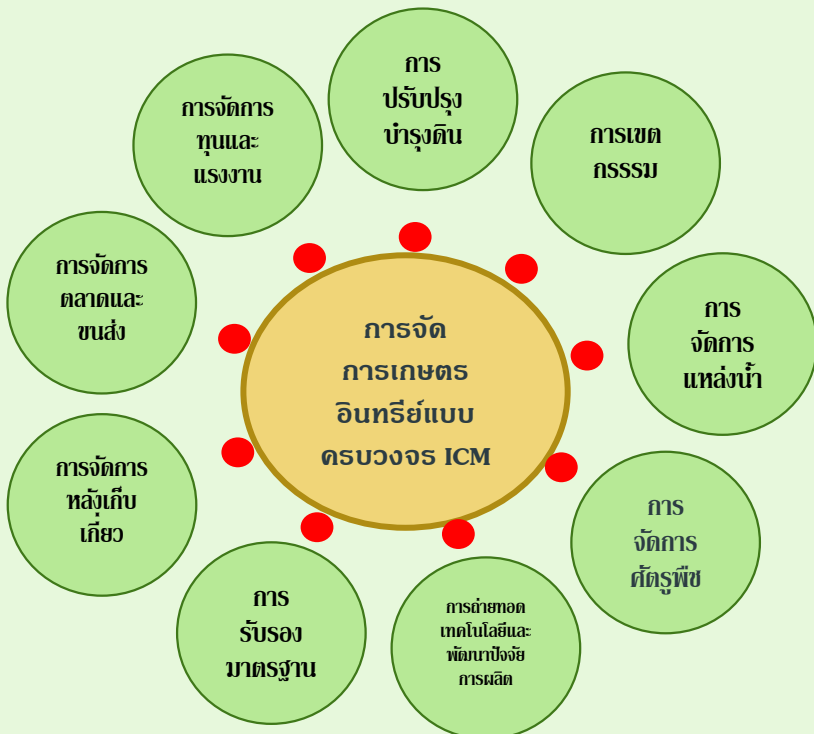 การ
ปรับปรุง
บำรุงดิน
การเขต
กรรรม
การ
จัดการ
แหล่งน้ำ
การ
จัดการ
ศัตรูพืช
การถ่ายทอด
เทคโนโลยีและ
พัฒนาปัจจัย
การผลิต
การ
รับรอง
มาตรฐาน
การจัดการ
หลังเก็บ
เกี่ยว
การจัดการ
ตลาดและ
ขนส่ง
การจัดการ
ทุนและ
แรงงาน
การจัด
การเกษตร
อินทรีย์แบบ
ครบวงจร ICM